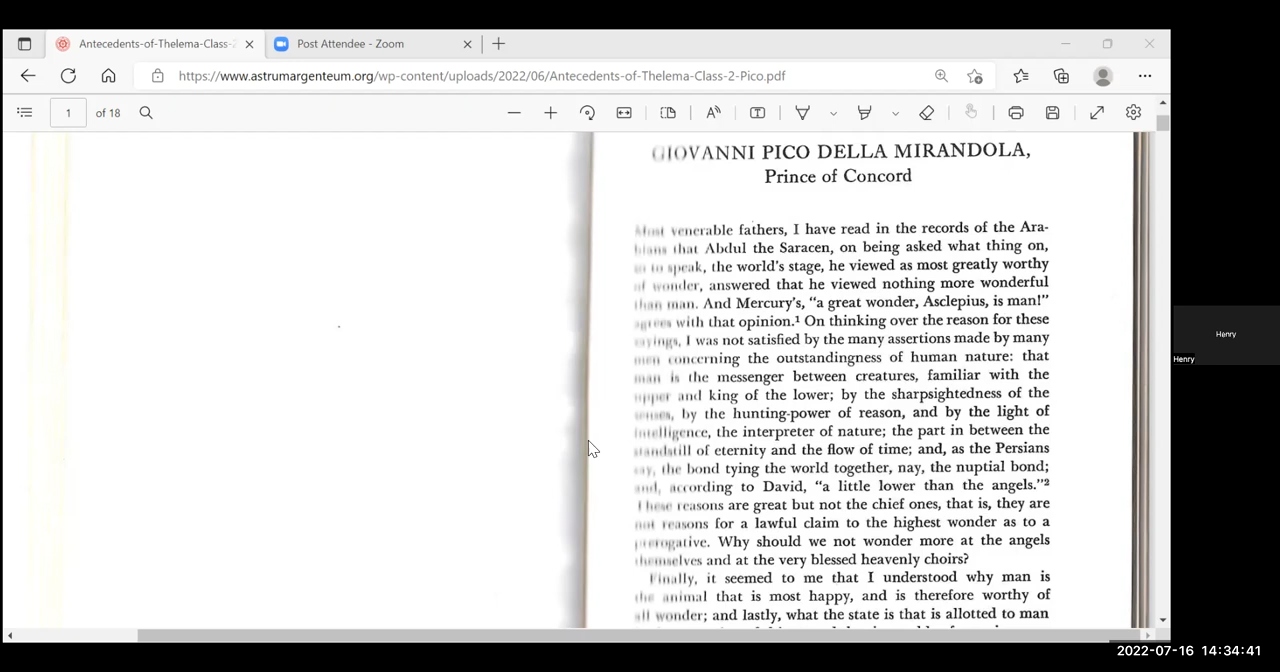 Antecedents-of-Thelema-Class-2
Post Attendee - Zoom
https://www.astrumargenteum.org/wp-content/uploads/2022/06/Antecedents-of-Thelema-Class-2-Pico.pdf
1 of 18
GIOVANNI PICO DELLA MIRANDOLA,
Prince of Concord
Most venerable fathers, I have read in the records of the Ara-
bians that Abdul the Saracen, on being asked what thing on,
so to speak, the world's stage, he viewed as most greatly worthy
of wonder, answered that he viewed nothing more wonderful
than man. And Mercury's, "a great wonder, Asclepius, is man!"
agrees with that opinion.¹ On thinking over the reason for these
sayings, I was not satisfied by the many assertions made by many
men concerning the outstandingness of human nature: that
man is the messenger between creatures, familiar with the
upper and king of the lower; by the sharpsightedness of the
senses, by the hunting-power of reason, and by the light of
intelligence, the interpreter of nature; the part in between the
standstill of eternity and the flow of time; and, as the Persians
say, the bond tying the world together, nay, the nuptial bond;
and, according to David, "a little lower than the angels."²
These reasons are great but not the chief ones, that is, they are
not reasons for a lawful claim to the highest wonder as to a
prerogative. Why should we not wonder more at the angels
themselves and at the very blessed heavenly choirs?
Finally, it seemed to me that I understood why man is
the animal that is most happy, and is therefore worthy of
all wonder; and lastly, what the state is that is allotted to man
Henry
Henry
2022-07-16 14:34:41